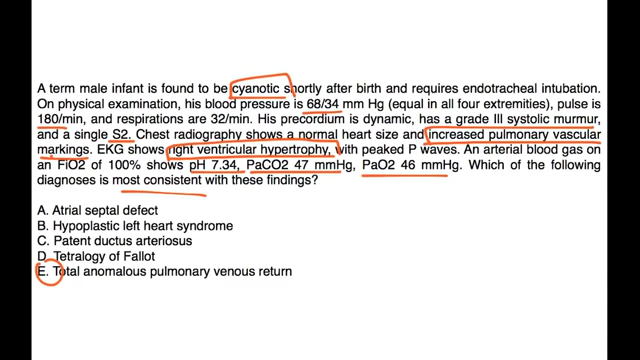 A term male infant is found to be cyanotic shortly after birth and requires endotracheal intubation.
On physical examination, his blood pressure is 68/34 mm Hg (equal in all four extremities), pulse is
180/min, and respirations are 32/min. His precordium is dynamic, has a grade III systolic murmur,
and a single S2. Chest radiography shows a normal heart size and increased pulmonary vascular
markings. EKG shows right ventricular hypertrophy, with peaked P waves. An arterial blood gas on
an FiO2 of 100% shows pH 7.34, PaCO2 47 mmHg, PaO2 46 mmHg. Which of the following
diagnoses is most consistent with these findings?
A. Atrial septal defect
B. Hypoplastic left heart syndrome
C. Patent ductus arteriosus
D. Tetralogy of Fallot
E. Total anomalous pulmonary venous return